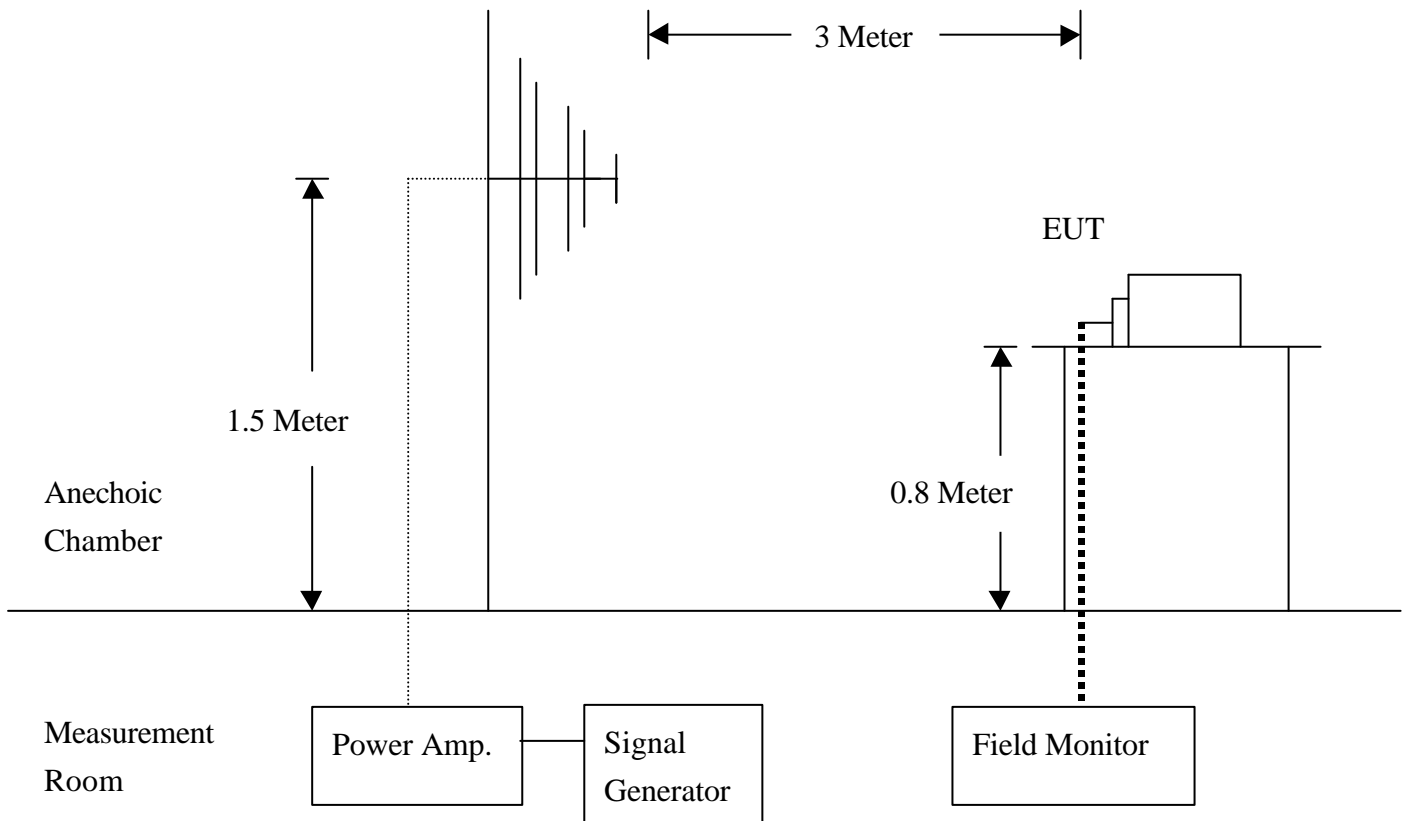 3 Meter
EUT
1.5 Meter
0.8 Meter
Anechoic
Chamber
Measurement
Room
Power Amp.
Signal
Generator
Field Monitor